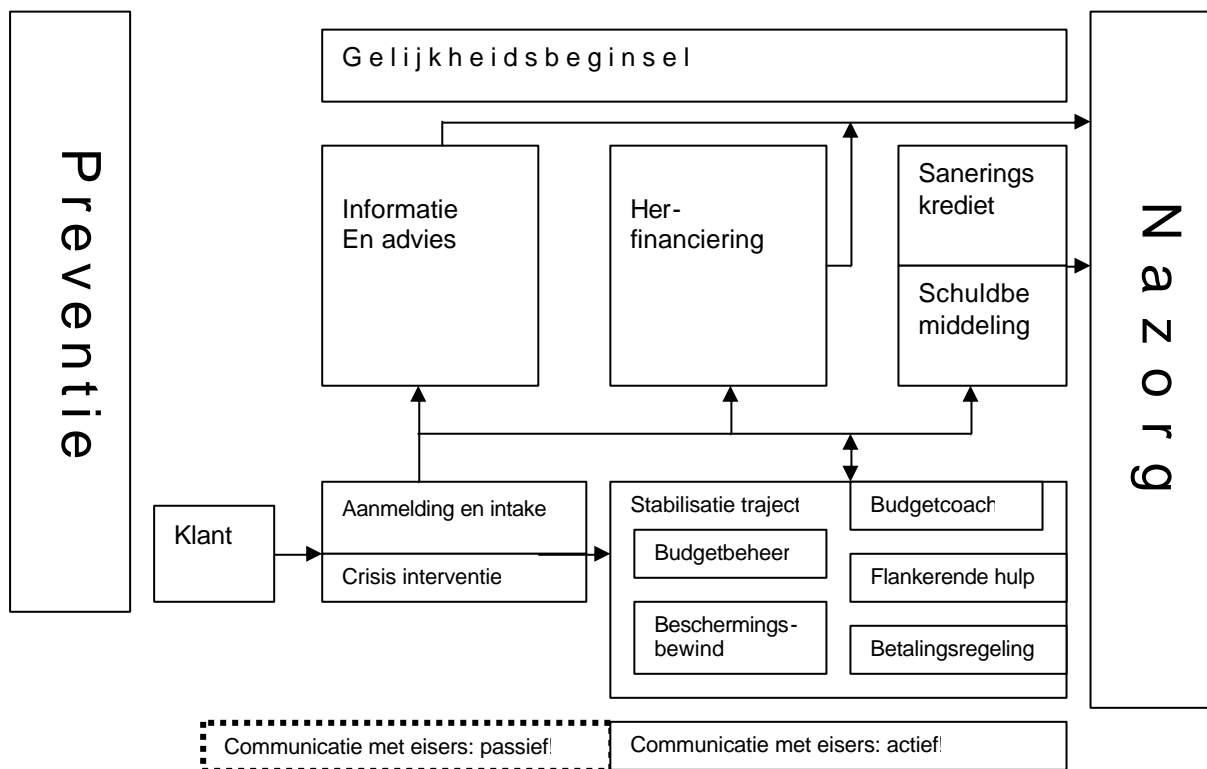 Preventie
Gelijkheidsbeginsel
Informatie
En advies
Her-
financiering
Sanerings
krediet
Schuldbe
middeling
Nazorg
Klant
Aanmelding en intake
Crisis interventie
Stabilisatie traject
Budgetcoach
Budgetbeheer
Flankerende hulp
Beschermings-
bewind
Betalingsregeling
Communicatie met eisers: passief!
Communicatie met eisers: actief!